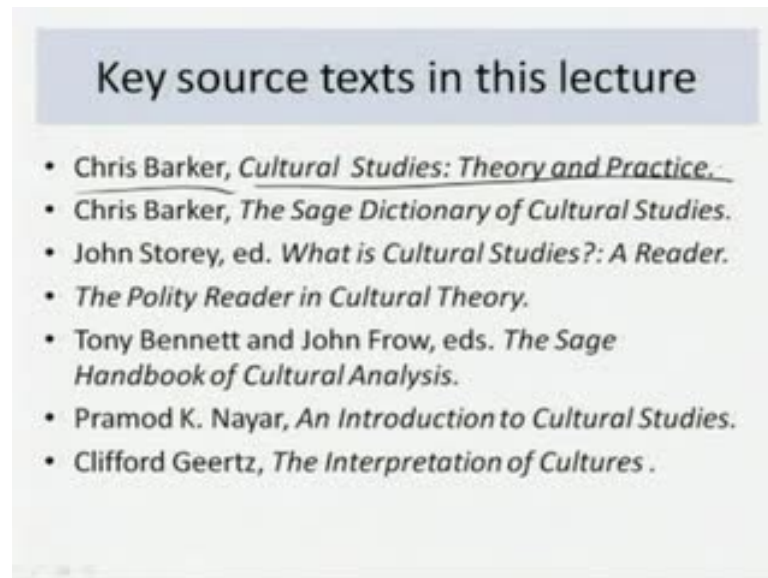 Key source texts in this lecture
• Chris Barker, Cultural Studies: Theory and Practice.
• Chris Barker, The Sage Dictionary of Cultural Studies.
• John Storey, ed. What is Cultural Studies?: A Reader.
• The Polity Reader in Cultural Theory.
• Tony Bennett and John Frow, eds. The Sage
Handbook of Cultural Analysis.
• Pramod K. Nayar, An Introduction to Cultural Studies.
• Clifford Geertz, The Interpretation of Cultures .